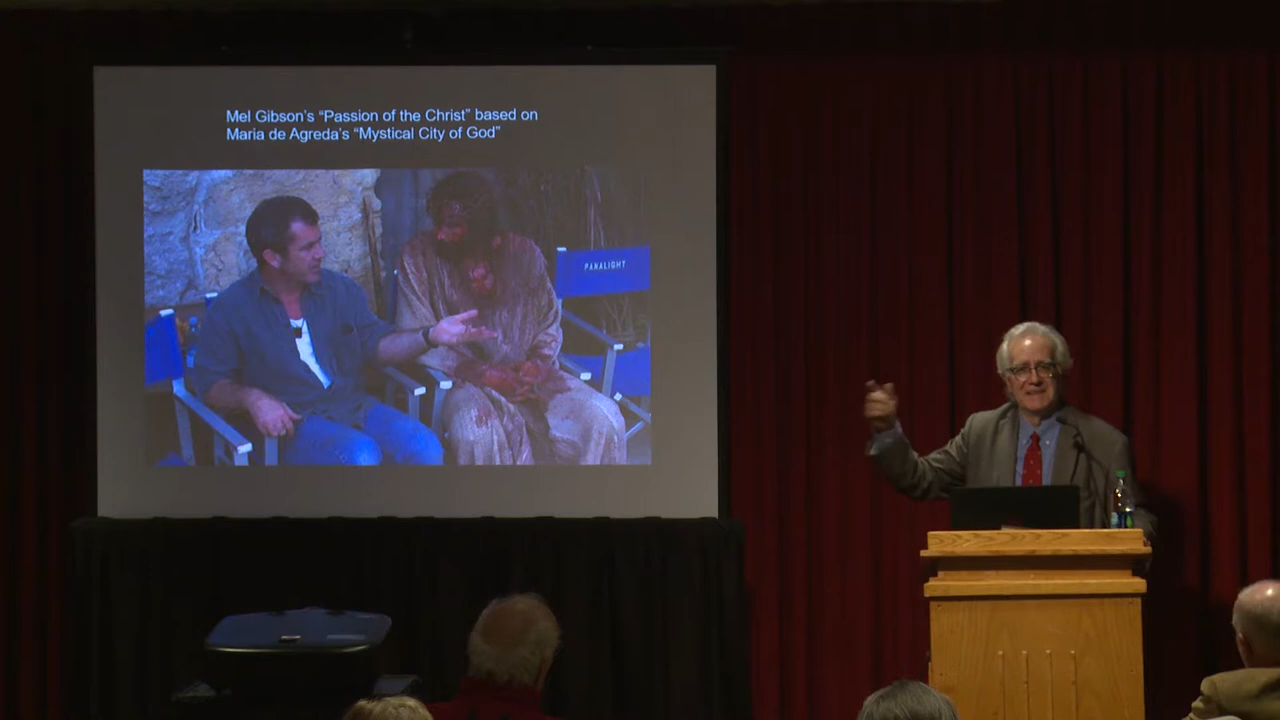 Mel Gibson's “Passion of the Christ” based on
Maria de Agreda's “Mystical City of God”
PANALIGHT